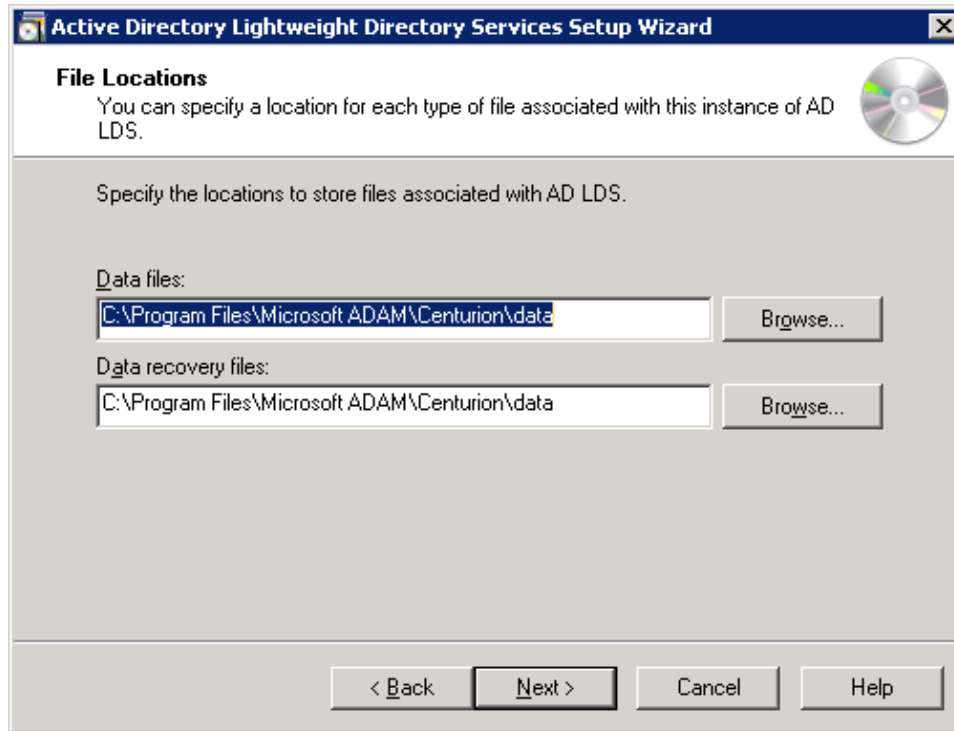 Active Directory Lightweight Directory Services Setup Wizard
File Locations
You can specify a location for each type of file associated with this instance of AD
LDS.
Specify the locations to store files associated with AD LDS.
Data files:
C:\Program Files\Microsoft ADAM\Centurion\data
Browse...
Data recovery files:
C:\Program Files\Microsoft ADAM\Centurion\data
Browse...
< Back Next > Cancel Help